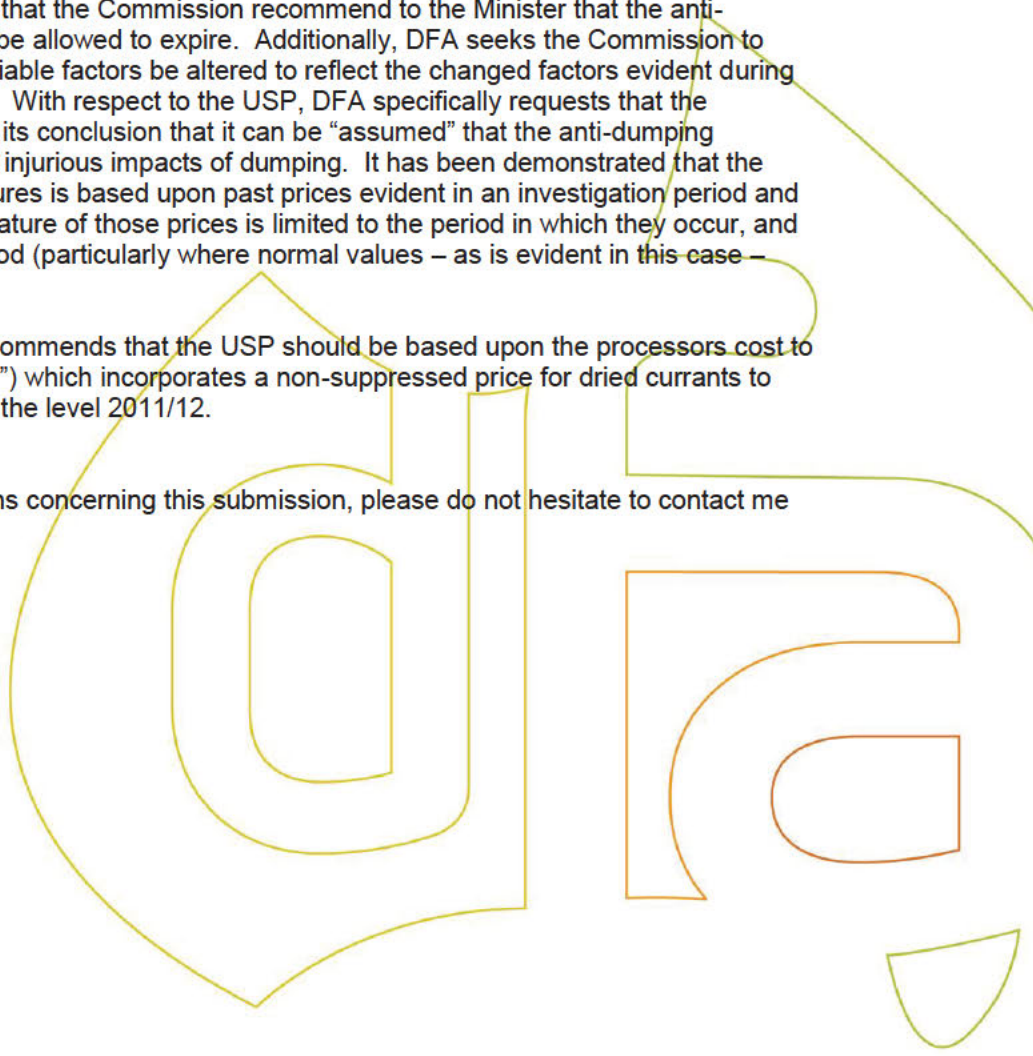 that the Commission recommend to the Minister that the anti-
be allowed to expire. Additionally, DFA seeks the Commission to
iable factors be altered to reflect the changed factors evident during
With respect to the USP, DFA specifically requests that the
its conclusion that it can be “assumed” that the anti-dumping
injurious impacts of dumping. It has been demonstrated that the
ures is based upon past prices evident in an investigation period and
ature of those prices is limited to the period in which they occur, and
od (particularly where normal values – as is evident in this case –
ommends that the USP should be based upon the processors cost to
”) which incorporates a non-suppressed price for dried currants to
the level 2011/12.
ns concerning this submission, please do not hesitate to contact me
dfa